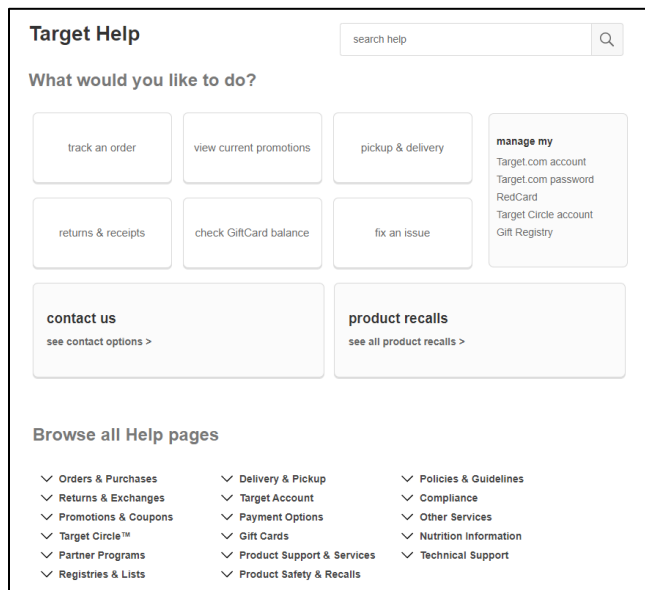 Target Help
search help
What would you like to do?
track an order
view current promotions
pickup & delivery
manage my
Target.com account
Target.com password
RedCard
Target Circle account
Gift Registry
returns & receipts
check GiftCard balance
fix an issue
contact us
see contact options >
product recalls
see all product recalls >
Browse all Help pages
Orders & Purchases
Returns & Exchanges
Promotions & Coupons
Target Circle™
Partner Programs
Registries & Lists
Delivery & Pickup
Target Account
Payment Options
Gift Cards
Product Support & Services
Product Safety & Recalls
Policies & Guidelines
Compliance
Other Services
Nutrition Information
Technical Support